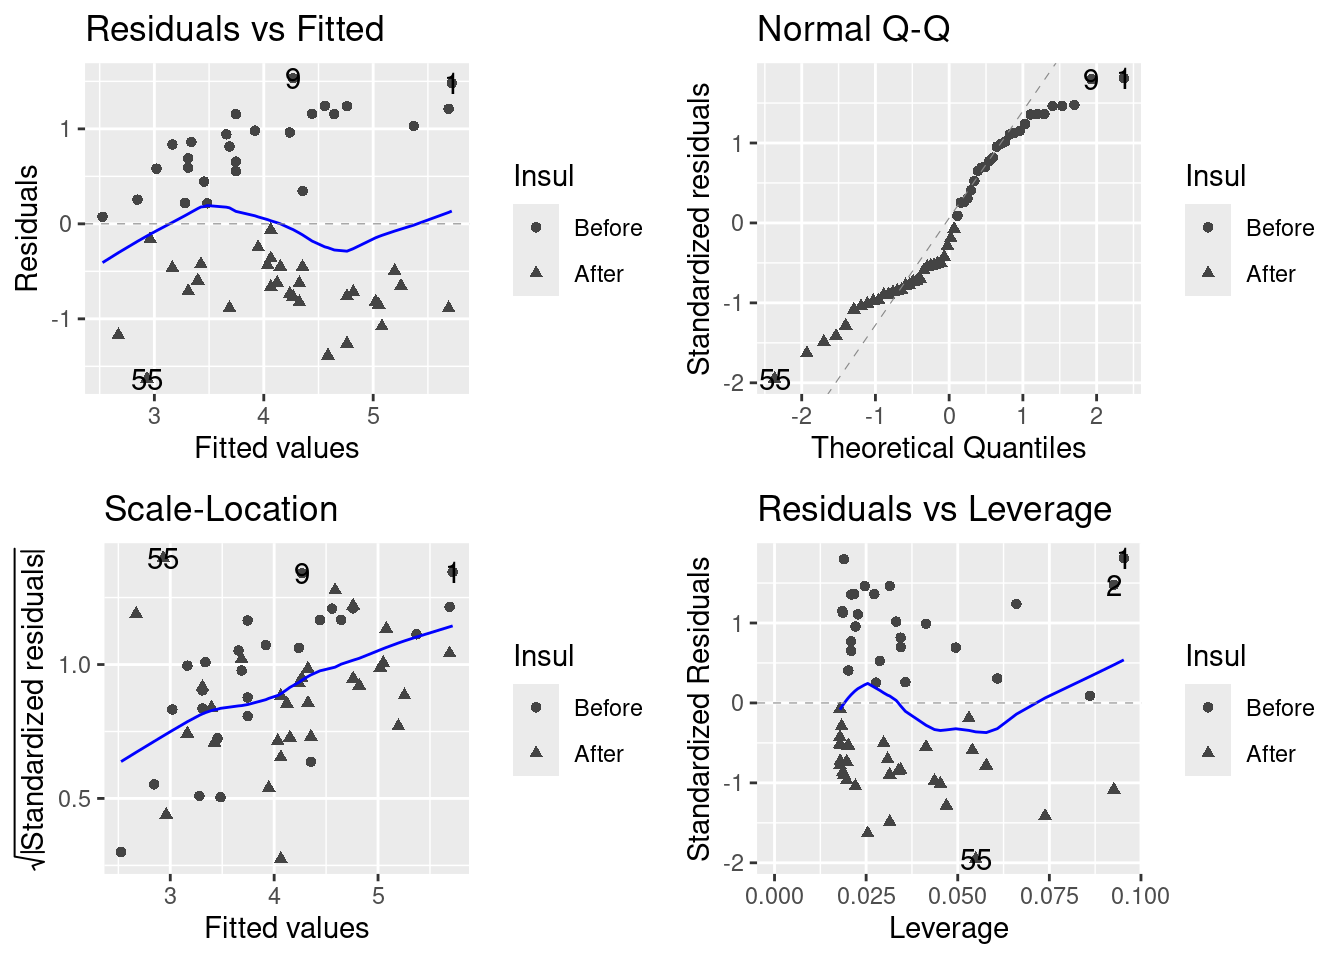 Residuals vs Fitted
Residuals
1
0
-1
9
1
55
3
4
5
Fitted values
Insul
Before
After
Normal Q-Q
Standardized residuals
1
0
-1
-2
9
1
55
-2
-1
0
1
2
Theoretical Quantiles
Insul
Before
After
Scale-Location
√|Standardized residuals|
1.0
0.5
55
9
1
3
4
5
Fitted values
Insul
Before
After
Residuals vs Leverage
Standardized Residuals
1
0
-1
-2
1
2
55
0.000
0.025
0.050
0.075
0.100
Leverage
Insul
Before
After